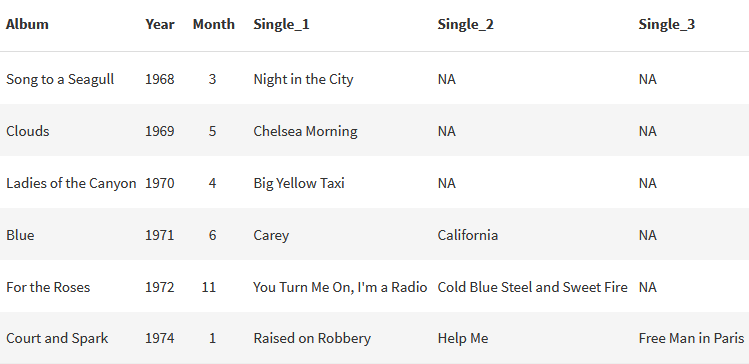 Album Year Month Single_1 Single_2 Single_3
Song to a Seagull 1968 3 Night in the City NA NA
Clouds 1969 5 Chelsea Morning NA NA
Ladies of the Canyon 1970 4 Big Yellow Taxi NA NA
Blue 1971 6 Carey California NA
For the Roses 1972 11 You Turn Me On, I'm a Radio Cold Blue Steel and Sweet Fire NA
Court and Spark 1974 1 Raised on Robbery Help Me Free Man in Paris